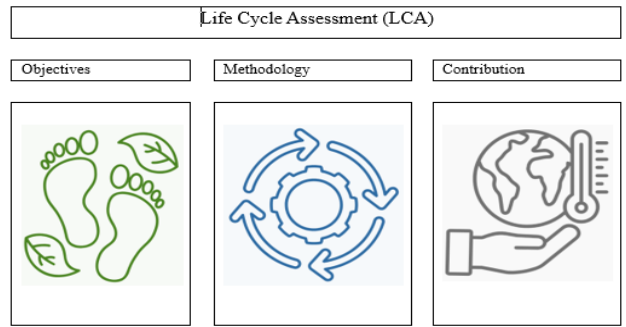 Life Cycle Assessment (LCA)
Objectives
Methodology
Contribution